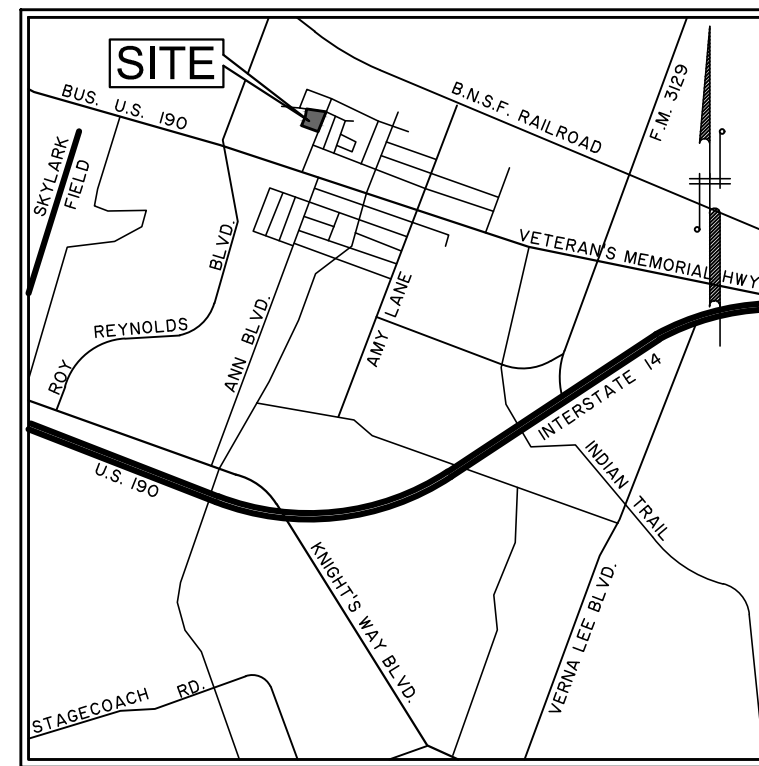 SITE
BUS. U.S. 190
B.N.S.F. RAILROAD
F.M. 3129
SKYLARK
FIELD
VETERAN'S MEMORIAL HWY
ROY
REYNOLDS
BLVD.
ANN BLVD.
AMY LANE
INTERSTATE 14
U.S. 190
INDIAN TRAIL
KNIGHT'S WAY BLVD.
VERNA LEE BLVD.
STAGECOACH RD.